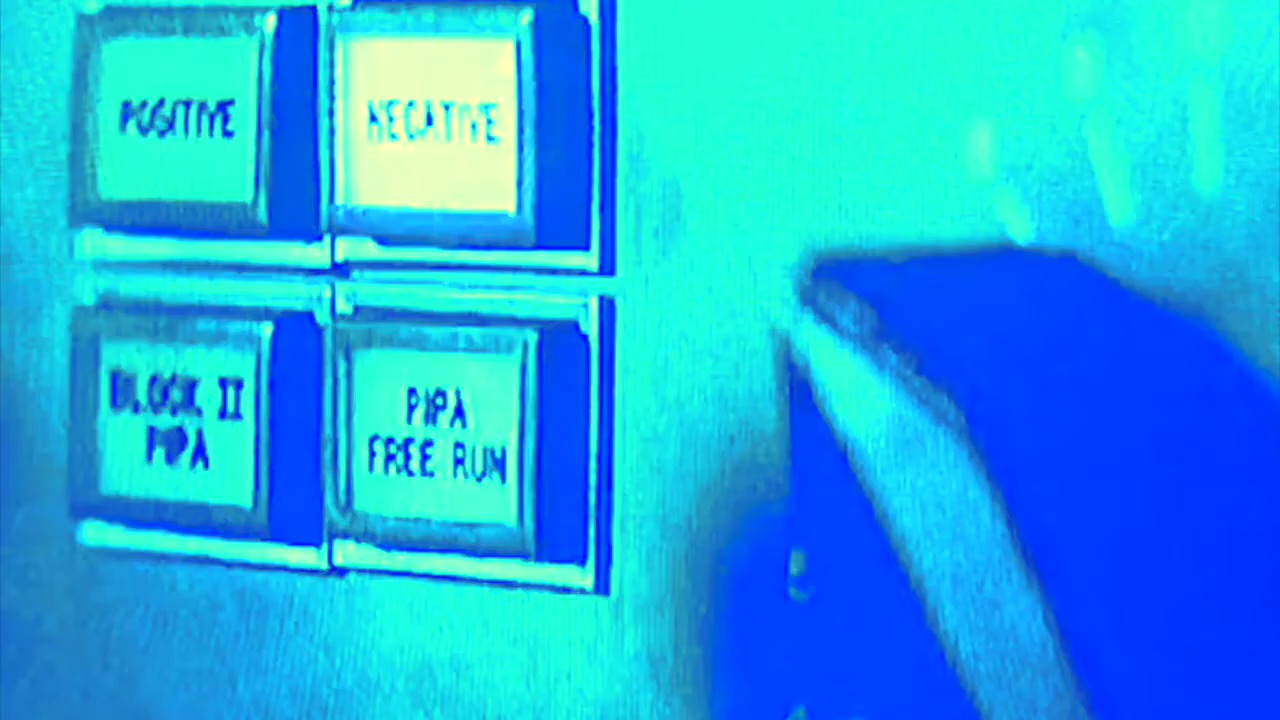 POSITIVE
NEGATIVE
BLOCK II
PIPA
PIPA
FREE RUN